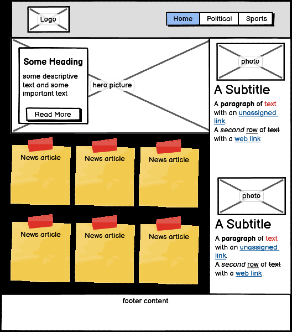 Logo
Home Political Sports
Some Heading
some descriptive
text and some
important text
Read More
hero picture
photo
A Subtitle
A paragraph of text
with an unassigned
link.
A second row of text
with a web link
News article News article News article
News article News article News article
photo
A Subtitle
A paragraph of text
with an unassigned
link.
A second row of text
with a web link
footer content